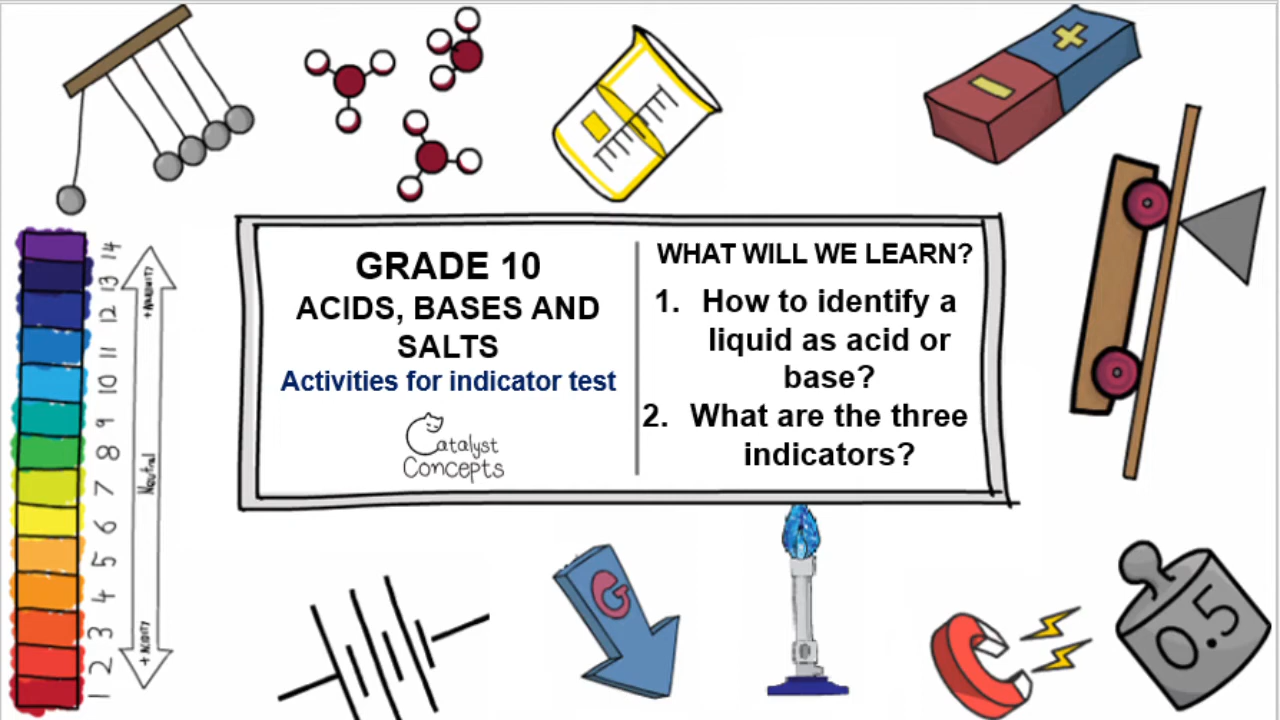 GRADE 10
ACIDS, BASES AND
SALTS
Activities for indicator test
Catalyst
Concepts
WHAT WILL WE LEARN?
1. How to identify a
liquid as acid or
base?
2. What are the three
indicators?
14
13
12
11
10
9
8
7
6
5
4
3
2
1
Neutral
+ ACIDITY
+
-
G
0.5